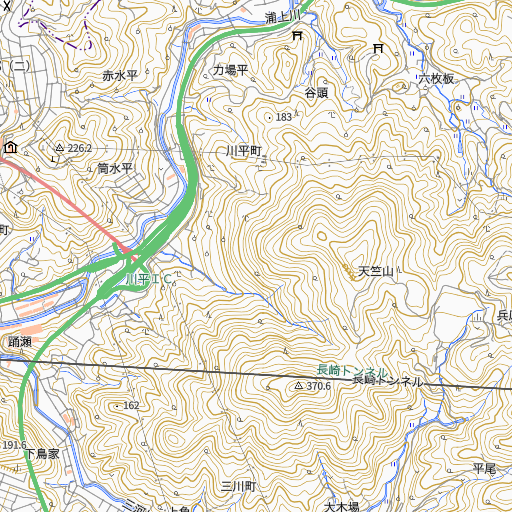 浦上川
力場平
赤水平
(二)
六枚板
谷頭
183
226.2
川平町
筒水平
町
天竺山
川平ＩＣ
踊瀬
長崎トンネル
長崎トンネル
370.6
162
191.6
下鳥家
平尾
三川町
大木場